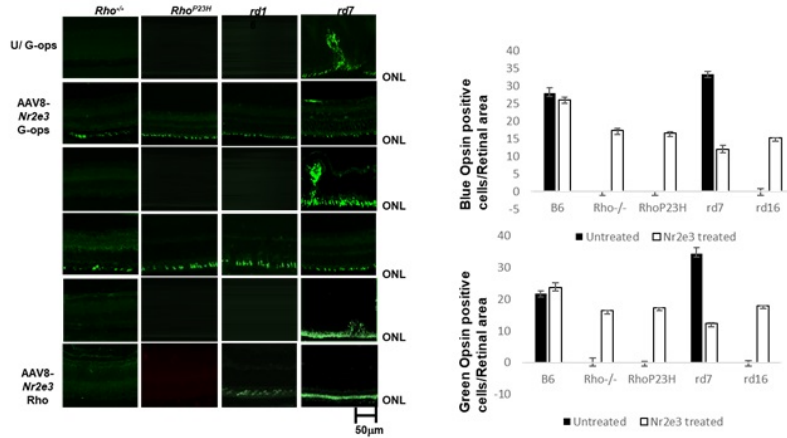 Rho-/- RhoP23H rd1 rd7
U/ G-ops
ONL
AAV8-
Nr2e3
G-ops
ONL
ONL
ONL
AAV8-
Nr2e3
Rho
ONL
50μm
Blue Opsin positive
cells/Retinal area
40
35
30
25
20
15
10
5
0
-5
B6 Rho-/- RhoP23H rd7 rd16
■ Untreated □ Nr2e3 treated
Green Opsin positive
cells/Retinal area
40
30
20
10
0
-10
B6 Rho-/- RhoP23H rd7 rd16
■ Untreated □ Nr2e3 treated